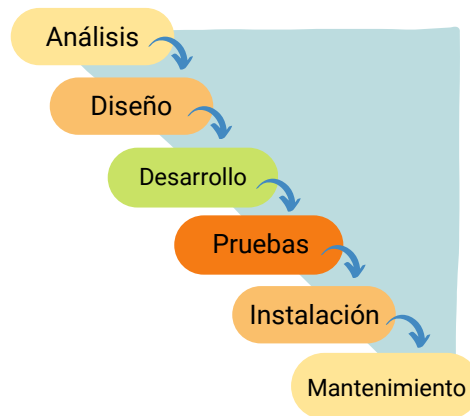 Análisis
Diseño
Desarrollo
Pruebas
Instalación
Mantenimiento